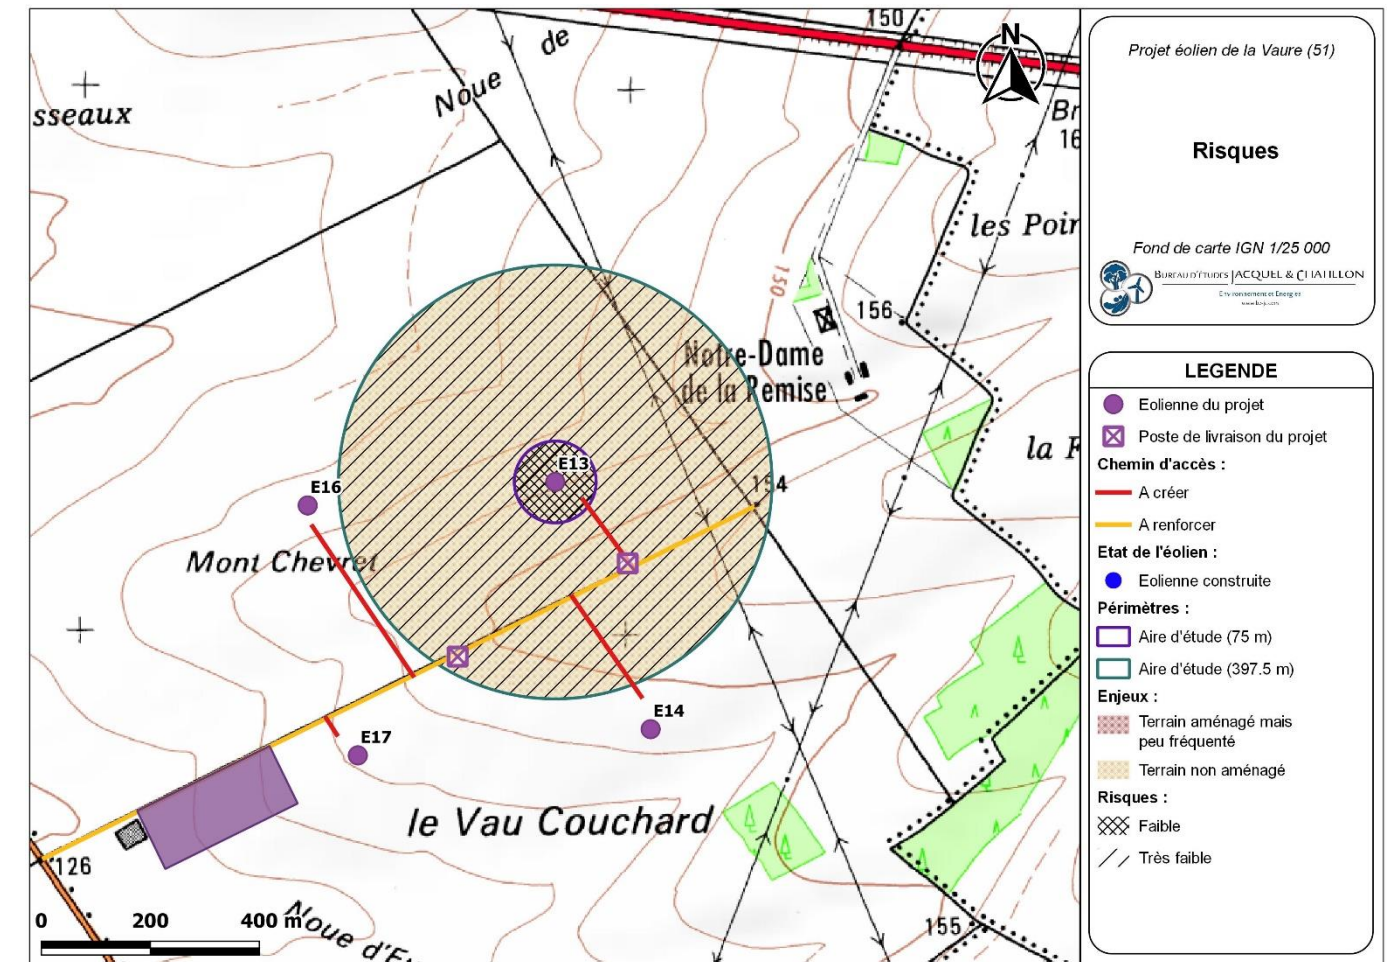 150
de
Noue
N
Br
16
sseaux
les Poir
150
156
Notre-Dame
de la Remise
la F
E13
154
E16
Mont Chevret
E14
E17
le Vau Couchard
126
0 200 400 m
Noue d'E
155
Projet éolien de la Vaure (51)
Risques
Fond de carte IGN 1/25 000
BUREAU D'ÉTUDES JACQUEL & CHATILLON
Environnement et Energies
LEGENDE
Eolienne du projet
Poste de livraison du projet
Chemin d'accès :
A créer
A renforcer
Etat de l'éolien :
Eolienne construite
Périmètres :
Aire d'étude (75 m)
Aire d'étude (397.5 m)
Enjeux :
Terrain aménagé mais
peu fréquenté
Terrain non aménagé
Risques :
Faible
Très faible